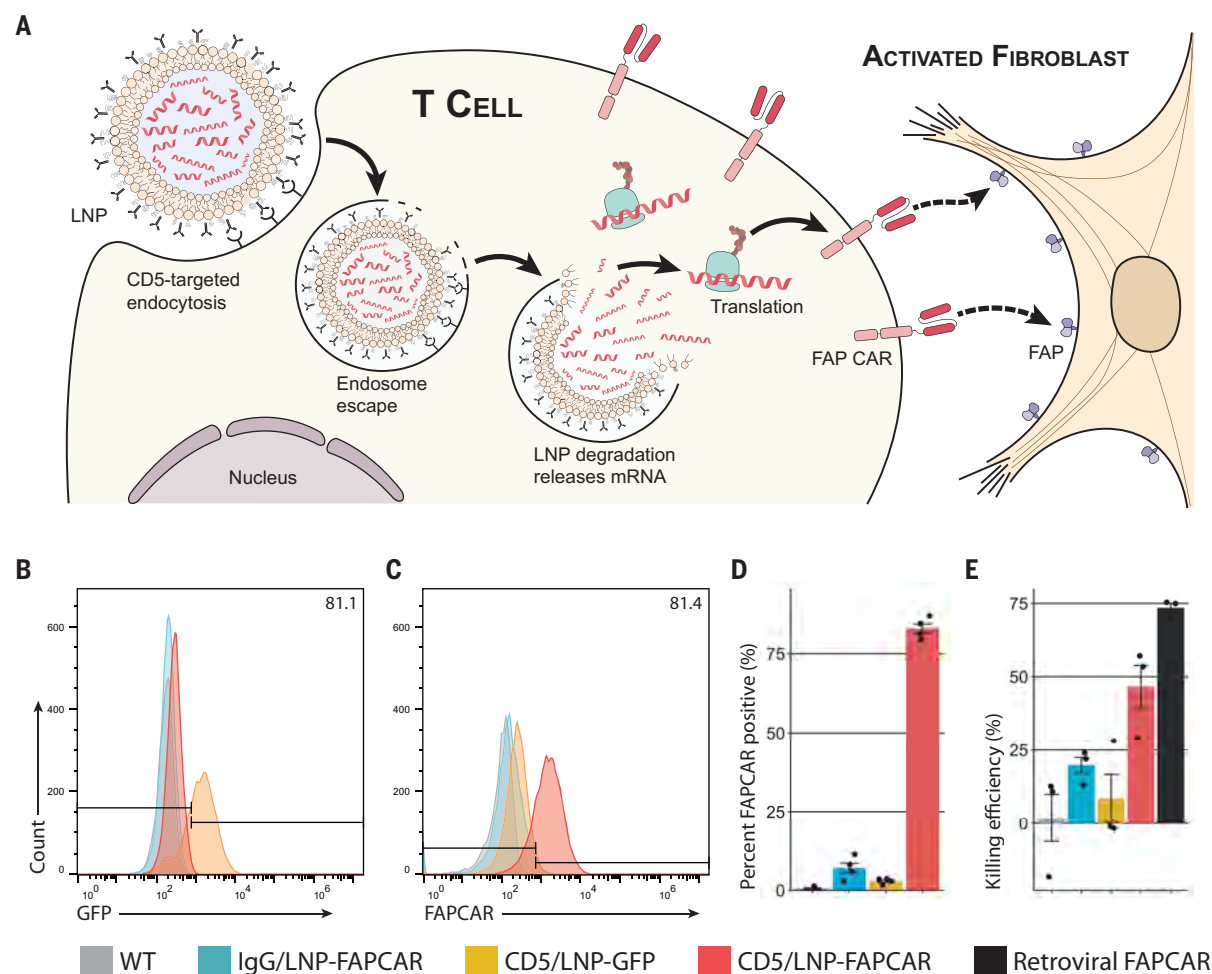 A
T CELL
ACTIVATED FIBROBLAST
LNP
CD5-targeted
endocytosis
Endosome
escape
LNP degradation
releases mRNA
Translation
FAP CAR
FAP
Nucleus
B
81.1
600
400
200
0
Count
10^0
10^2
10^4
10^6
GFP
C
81.4
600
400
200
0
10^0
10^2
10^4
10^6
FAPCAR
D
Percent FAPCAR positive (%)
75
50
25
0
E
Killing efficiency (%)
75
50
25
0
WT
IgG/LNP-FAPCAR
CD5/LNP-GFP
CD5/LNP-FAPCAR
Retroviral FAPCAR